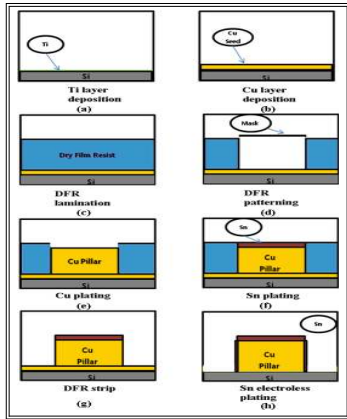 Ti
Si
Ti layer
deposition
(a)
Cu
Seed
Si
Cu layer
deposition
(b)
Dry Film Resist
Si
DFR
lamination
(c)
Mask
Si
DFR
patternning
(d)
Cu Pillar
Si
Cu plating
(e)
Sn
Cu
Pillar
Si
Sn plating
(f)
Cu
Pillar
Si
DFR strip
(g)
Sn
Cu
Pillar
Si
Sn electroless
plating
(h)